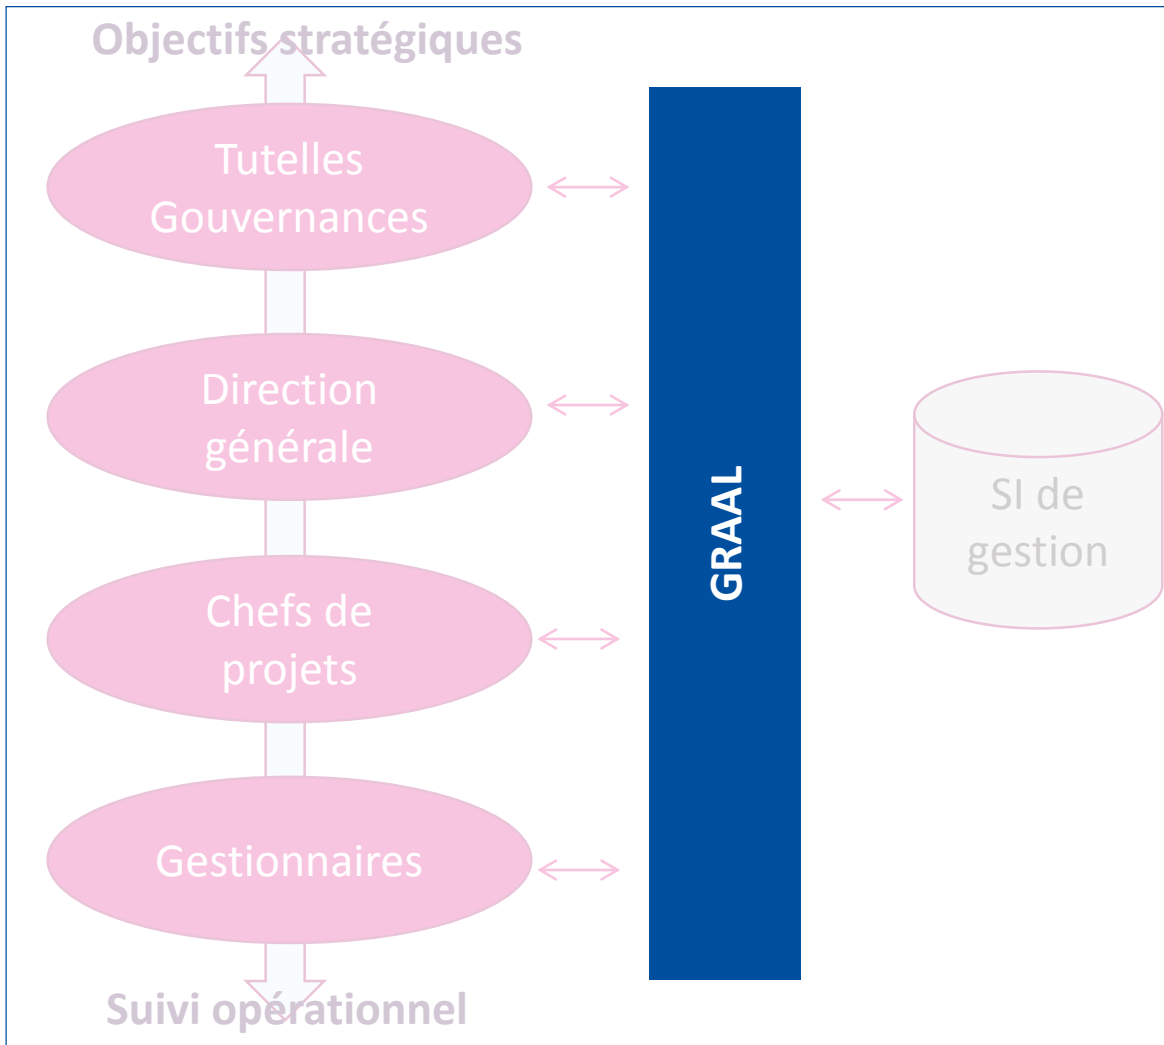 Objectifs stratégiques
Tutelles
Gouvernances
Direction
générale
Chefs de
projets
Gestionnaires
Suivi opérationnel
GRAAL
SI de
gestion